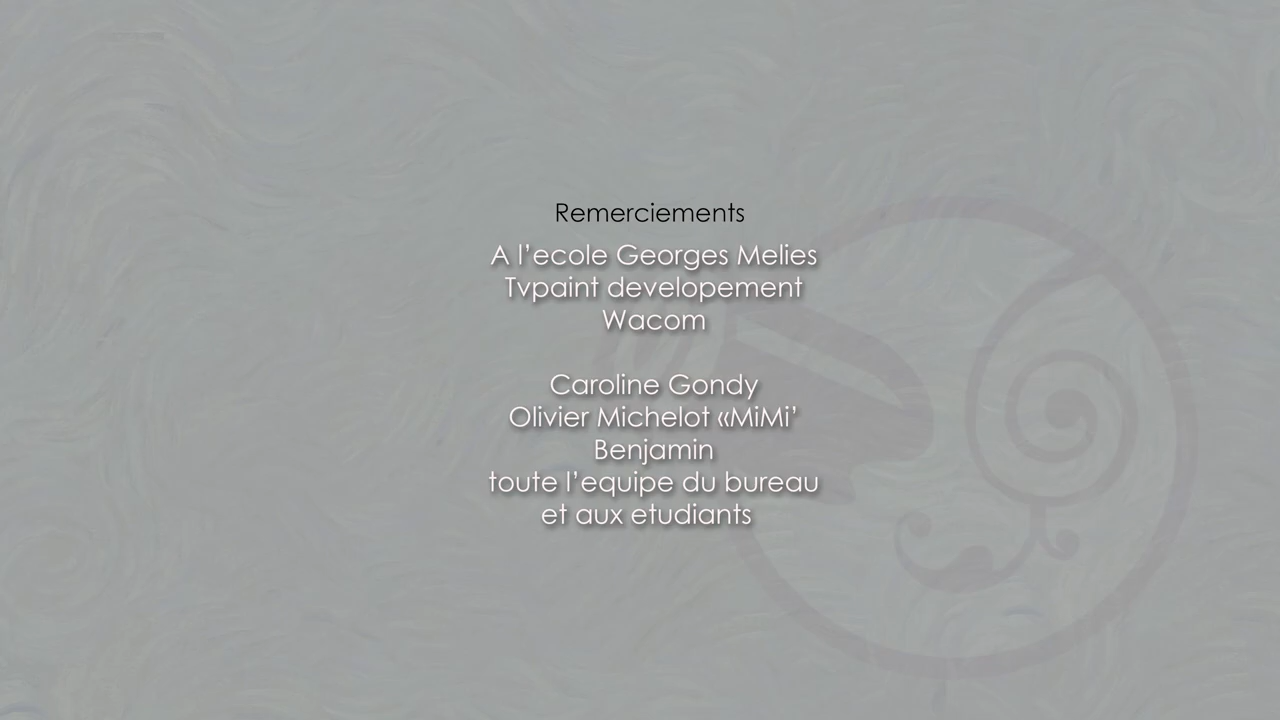 Remerciements
A l’ecole Georges Melies
Tvpaint developement
Wacom
Caroline Gondy
Olivier Michelot «MiMi’
Benjamin
toute l’equipe du bureau
et aux etudiants